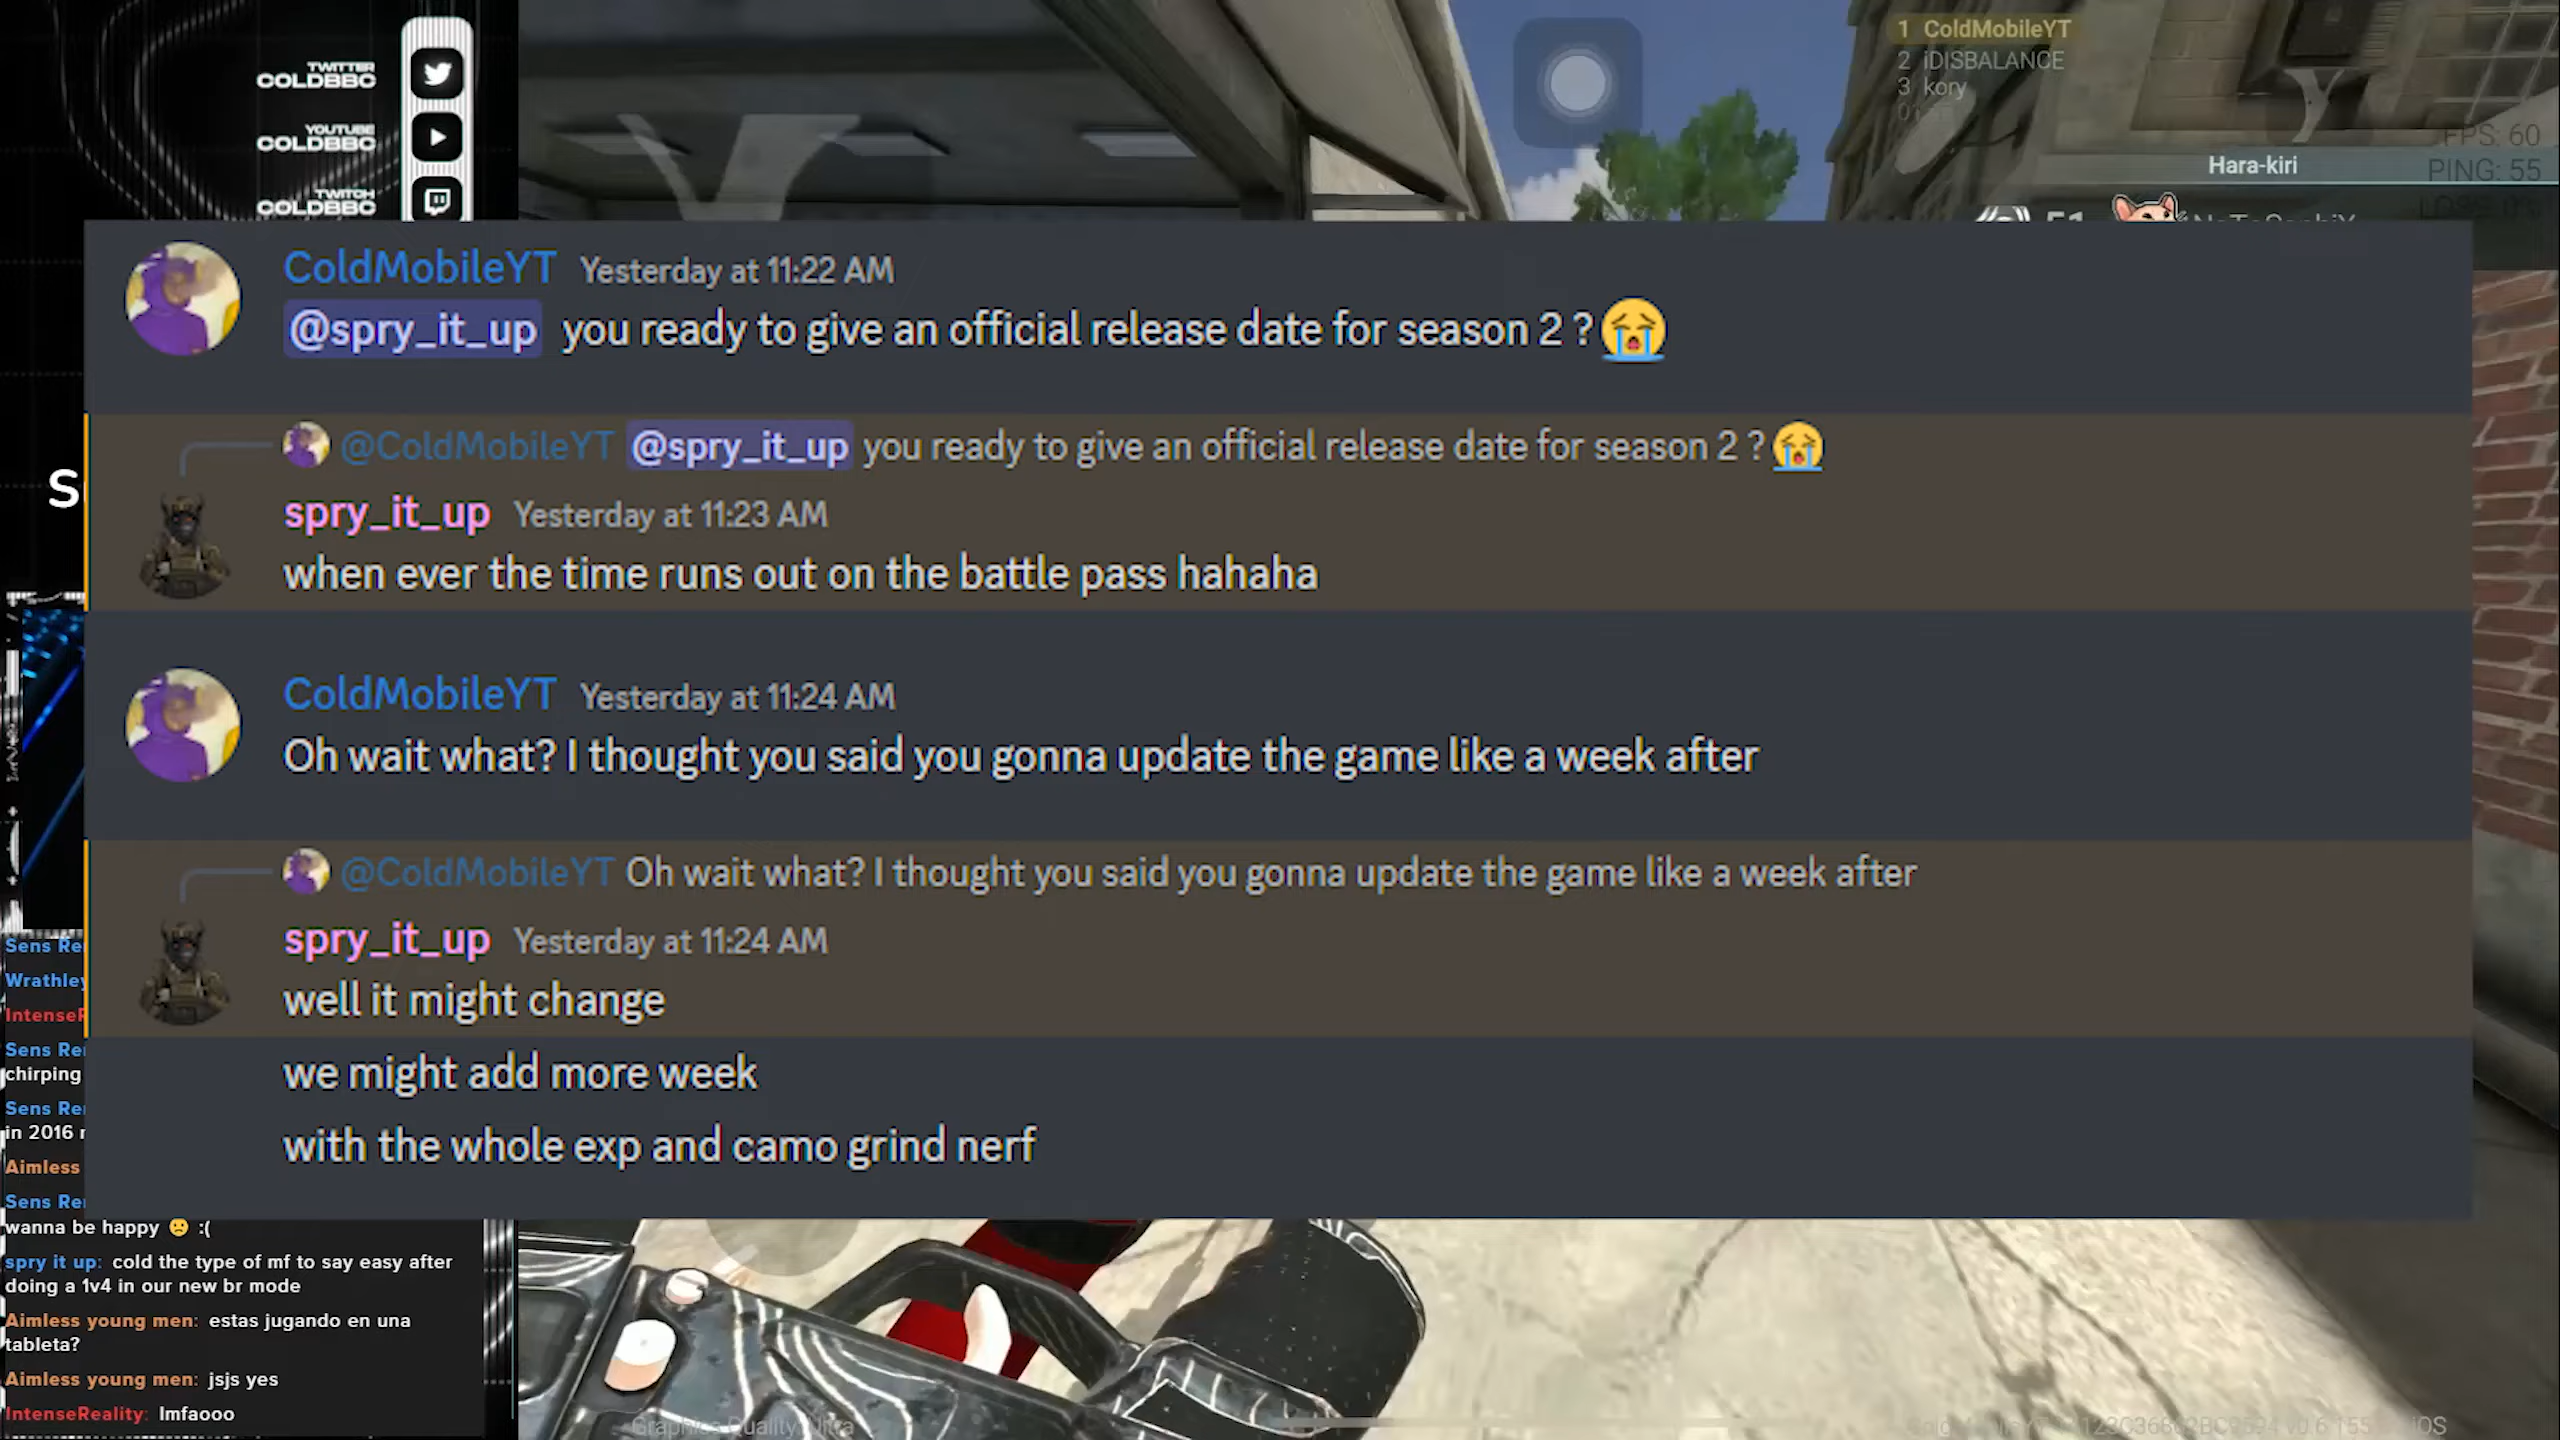 TWITTER
COLDBBC
YOUTUBE
COLDBBC
TWITCH
COLDBBC
1 ColdMobileYT
2 iDISBALANCE
3 kory
FPS: 60
PING: 55
Hara-kiri
ColdMobileYT Yesterday at 11:22 AM
@spry_it_up you ready to give an official release date for season 2 ?😭
@ColdMobileYT @spry_it_up you ready to give an official release date for season 2 ?😭
spry_it_up Yesterday at 11:23 AM
when ever the time runs out on the battle pass hahaha
ColdMobileYT Yesterday at 11:24 AM
Oh wait what? I thought you said you gonna update the game like a week after
@ColdMobileYT Oh wait what? I thought you said you gonna update the game like a week after
spry_it_up Yesterday at 11:24 AM
well it might change
we might add more week
with the whole exp and camo grind nerf
Sens Re
Wrathley
Sens Re
chirping
Sens Re
in 2016
Aimless
Sens Re
wanna be happy 🙁 :(
spry it up: cold the type of mf to say easy after
doing a 1v4 in our new br mode
Aimless young men: estas jugando en una
tableta?
Aimless young men: jsjs yes
IntenseReality: lmfaooo
Graphics Quality: Ultra